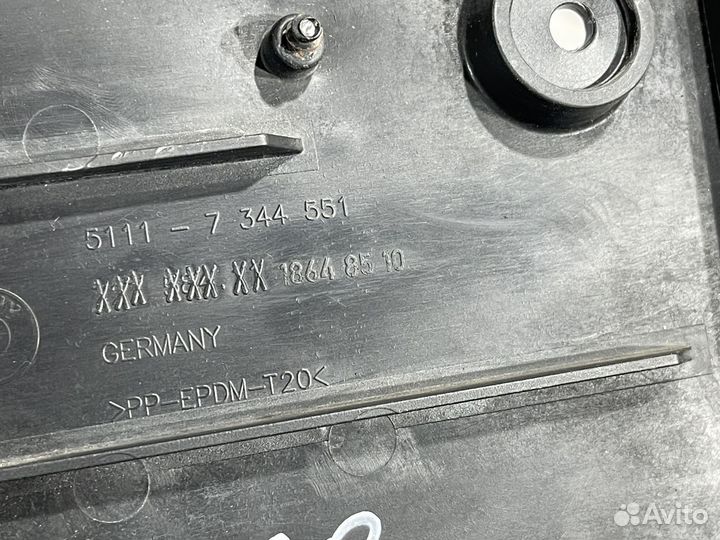 5111 - 7 344 551
XXX XXX.XX 1864 85 10
GERMANY
>PP-EPDM-T20<
Avito